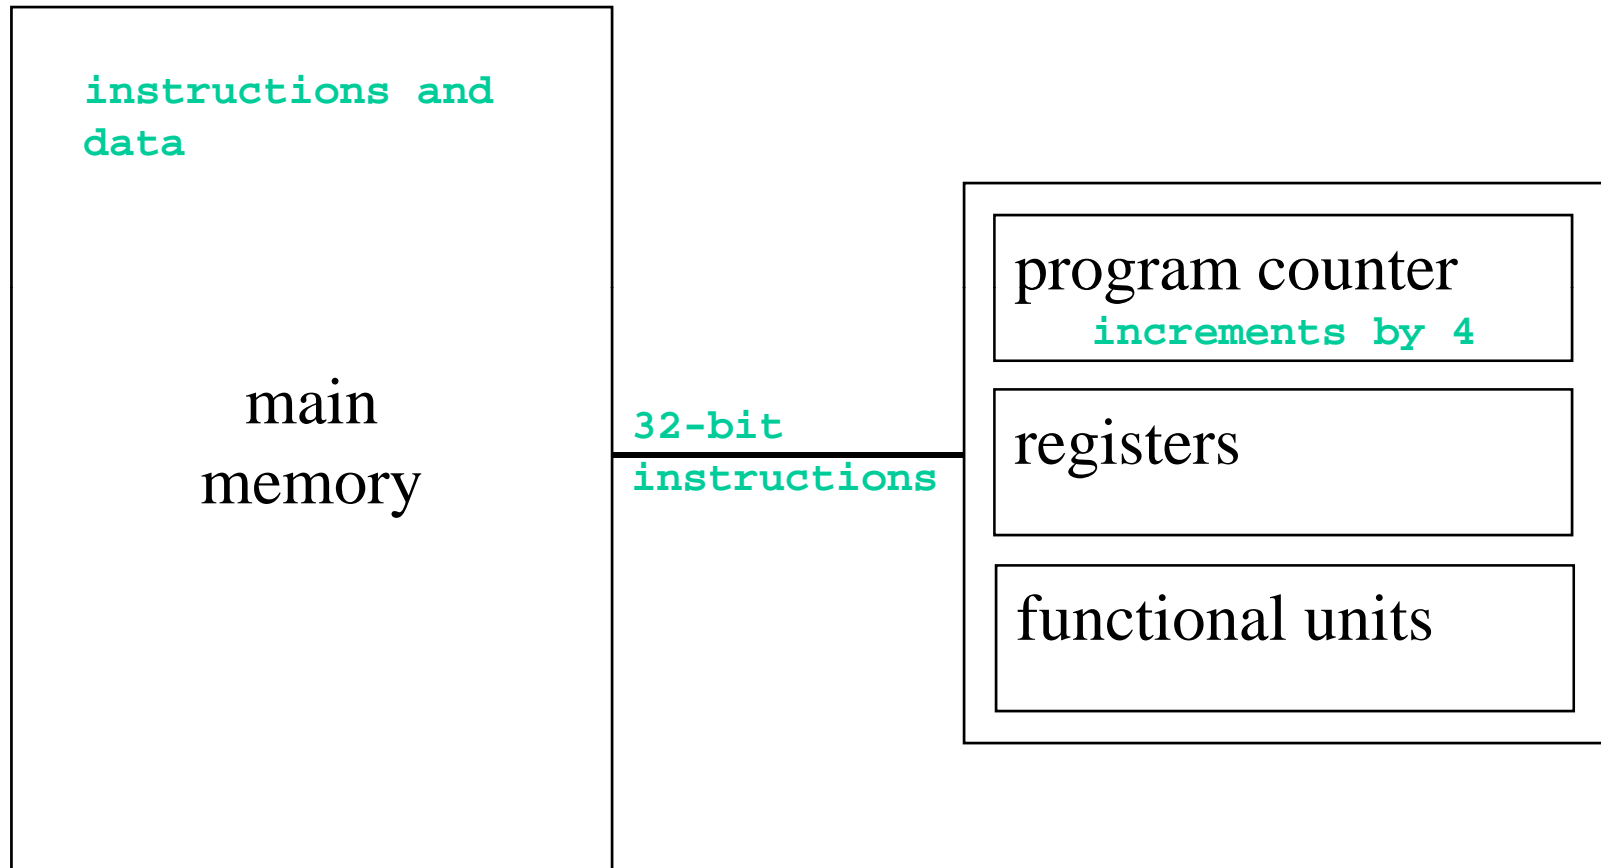 instructions and
data
main
memory
32-bit
instructions
program counter
increments by 4
registers
functional units